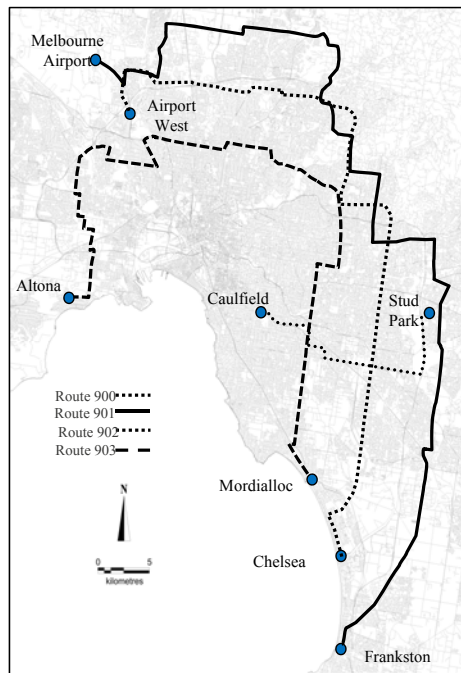 Melbourne
Airport
Airport
West
Altona
Caulfield
Stud
Park
Route 900
Route 901
Route 902
Route 903
N
0 5
kilometres
Mordialloc
Chelsea
Frankston